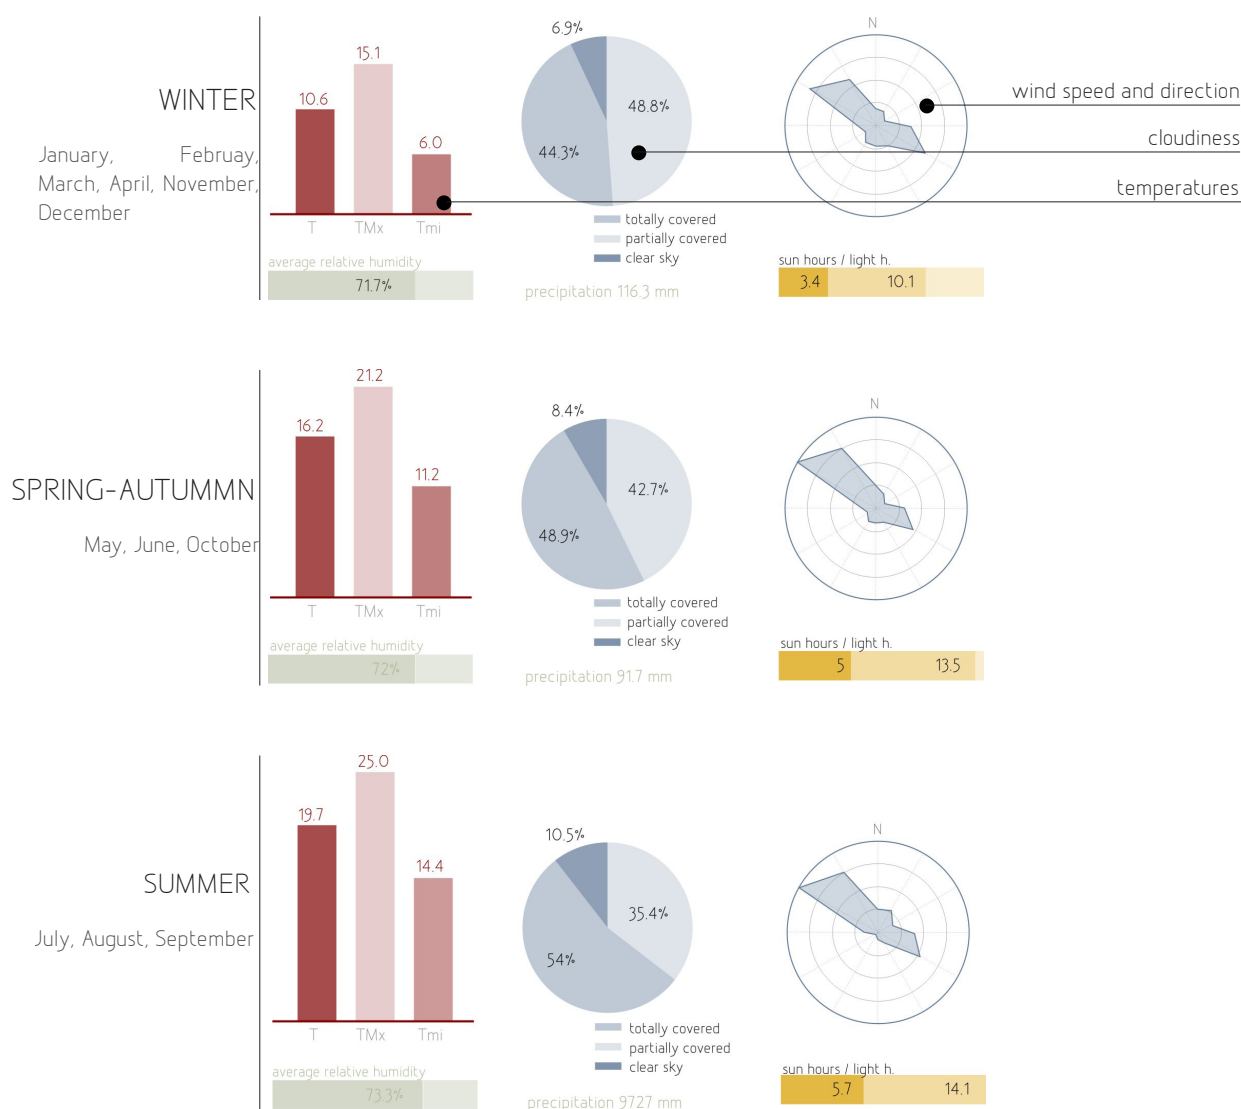 WINTER
January, Februay,
March, April, November,
December
10.6
15.1
6.0
T TMx Tmi
average relative humidity
71.7%
6.9%
48.8%
44.3%
totally covered
partially covered
clear sky
precipitation 116.3 mm
N
wind speed and direction
cloudiness
temperatures
sun hours / light h.
3.4 10.1
SPRING-AUTUMMN
May, June, October
16.2
21.2
11.2
T TMx Tmi
average relative humidity
72%
8.4%
42.7%
48.9%
totally covered
partially covered
clear sky
precipitation 91.7 mm
N
sun hours / light h.
5 13.5
SUMMER
July, August, September
19.7
25.0
14.4
T TMx Tmi
average relative humidity
73.3%
10.5%
35.4%
54%
totally covered
partially covered
clear sky
precipitation 9727 mm
N
sun hours / light h.
5.7 14.1